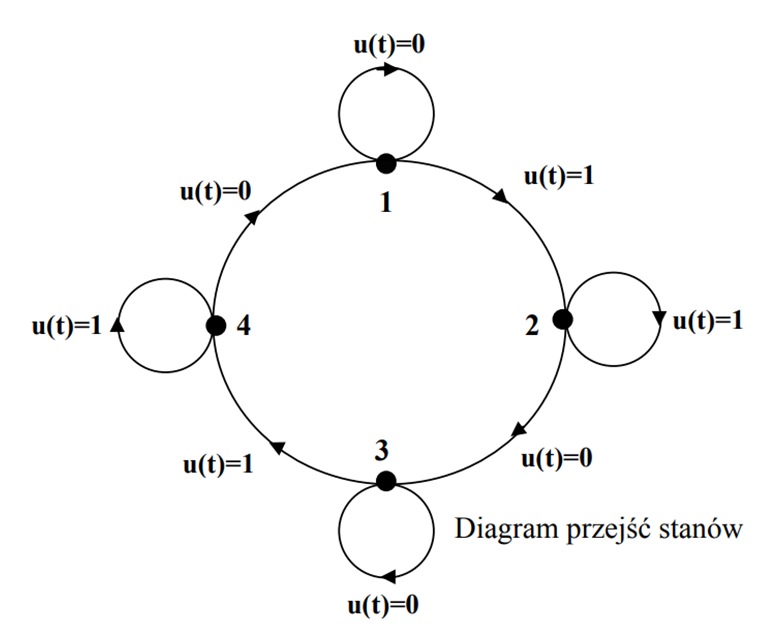 u(t)=0
u(t)=1
u(t)=0
1
u(t)=1
4
2
u(t)=1
3
u(t)=1
u(t)=0
Diagram przejść stanów
u(t)=0